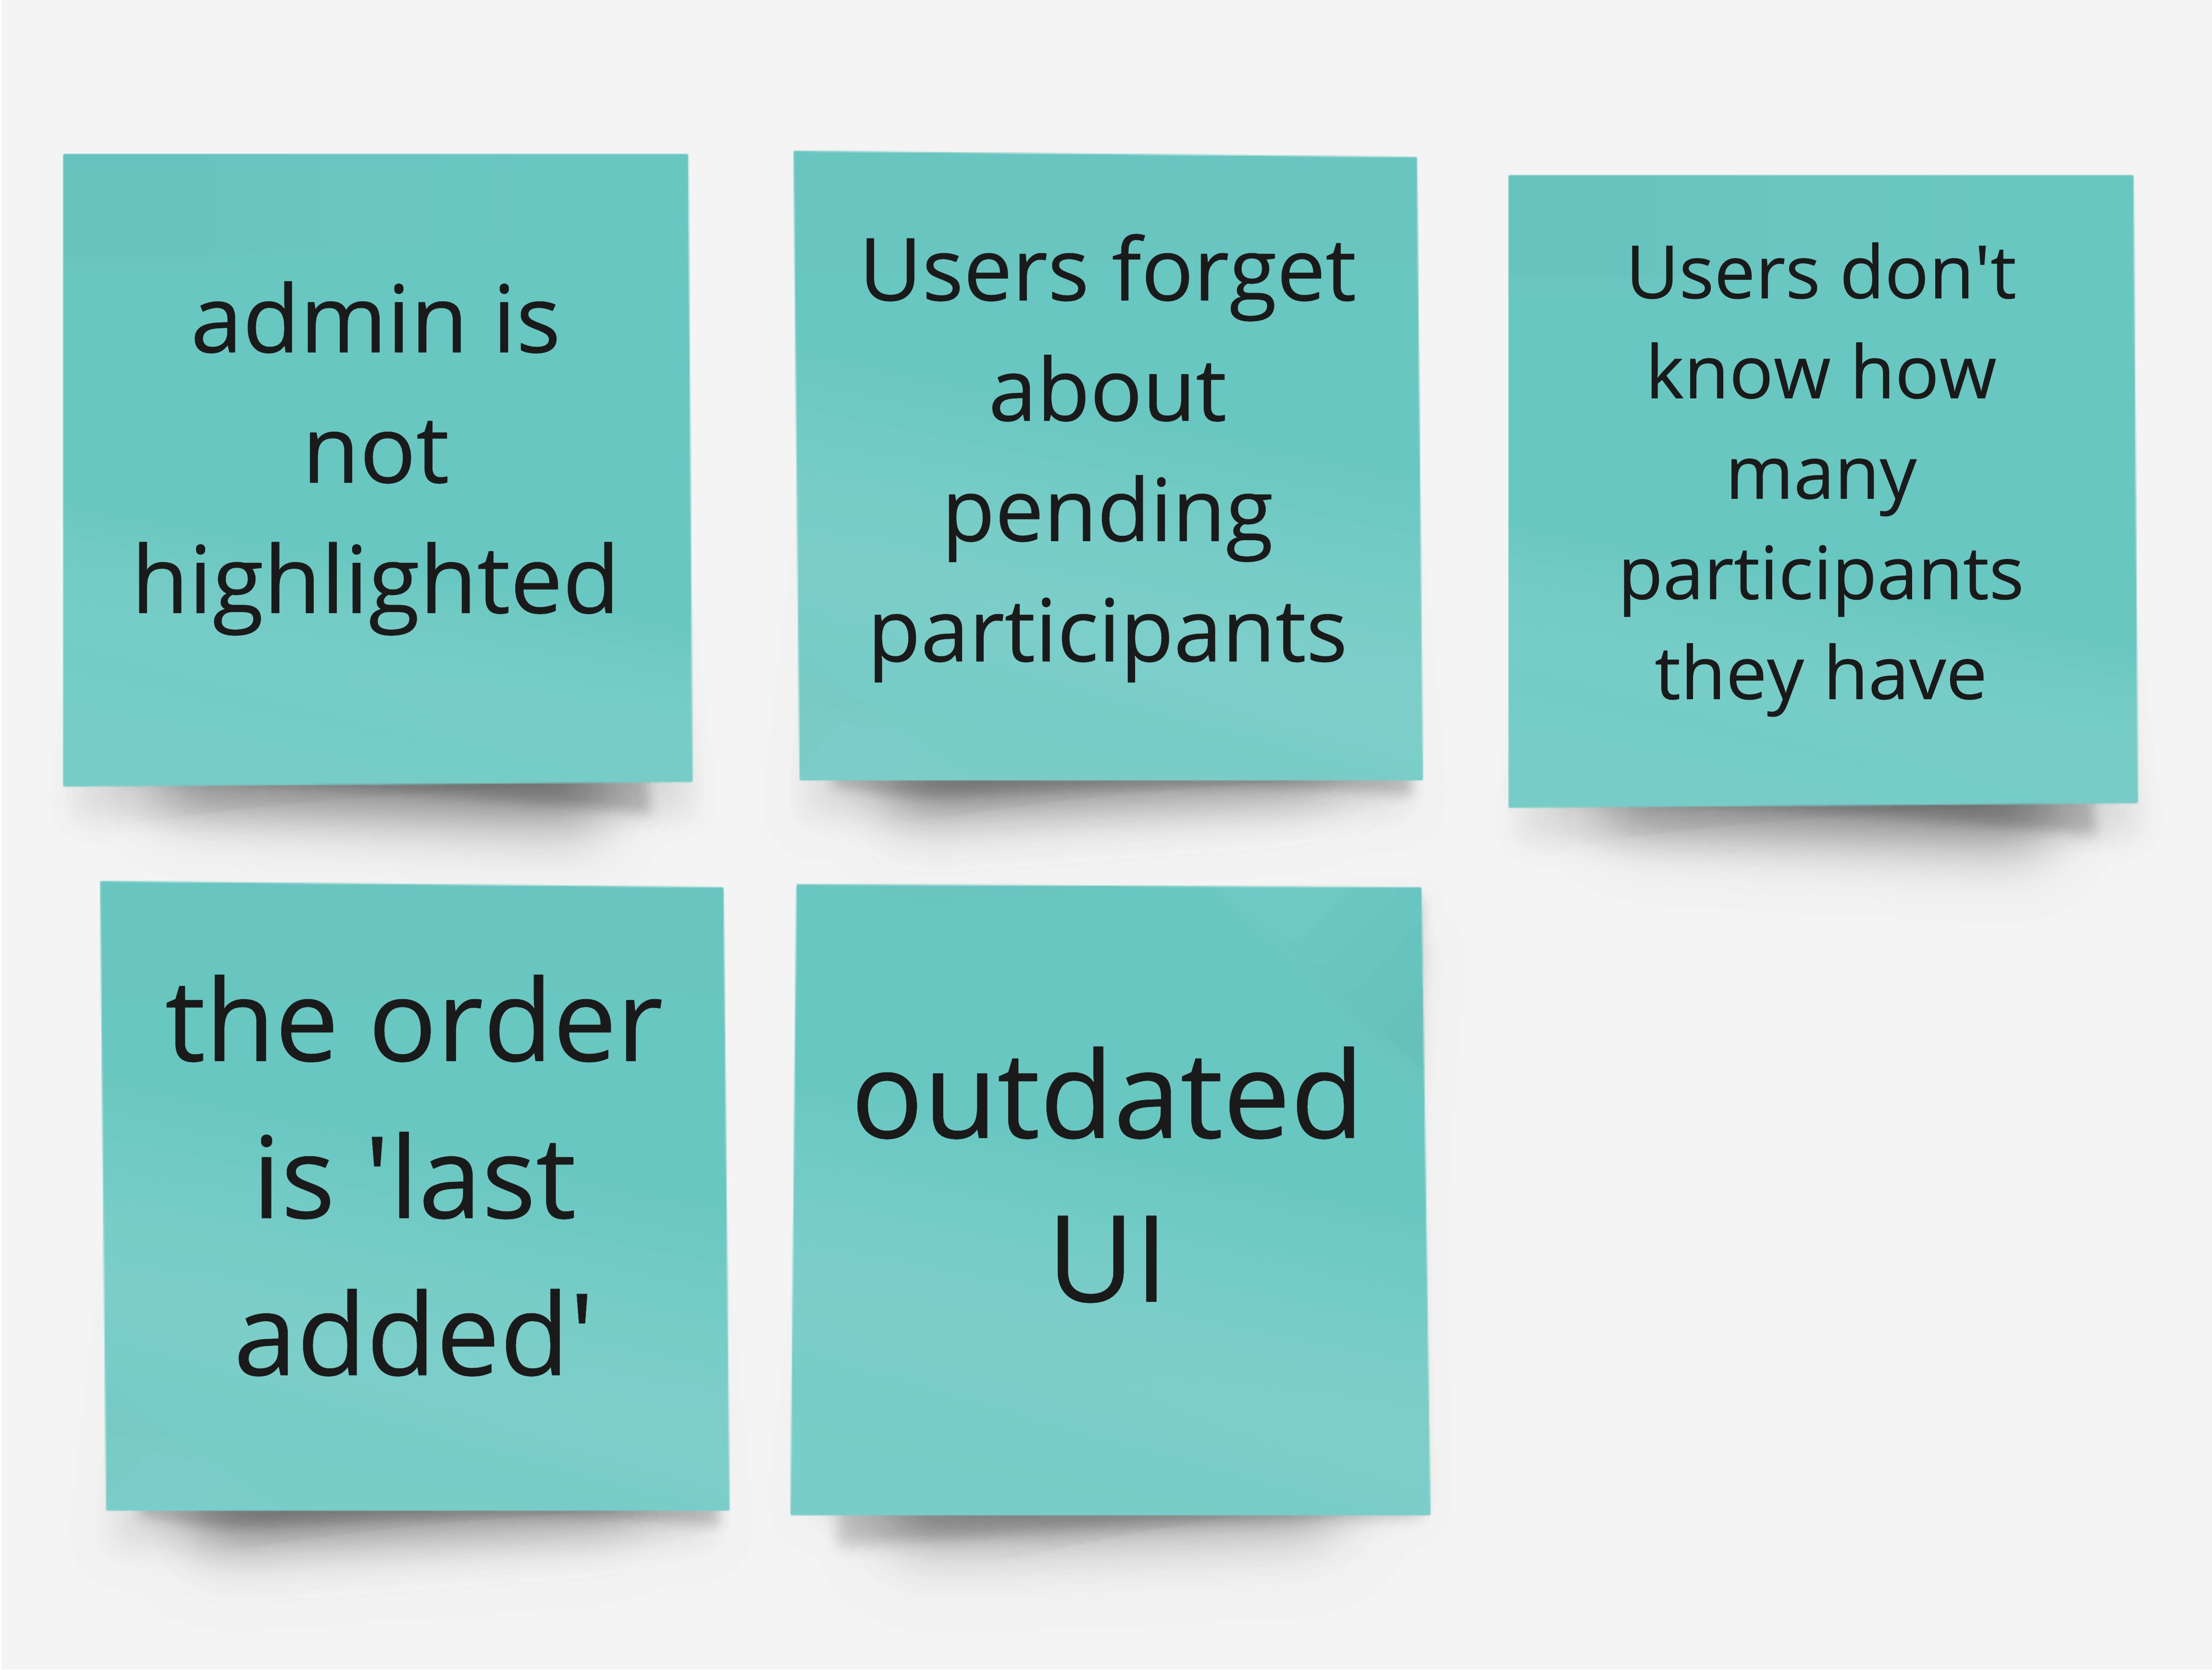 admin is
not
highlighted
Users forget
about
pending
participants
Users don't
know how
many
participants
they have
the order
is 'last
added'
outdated
UI